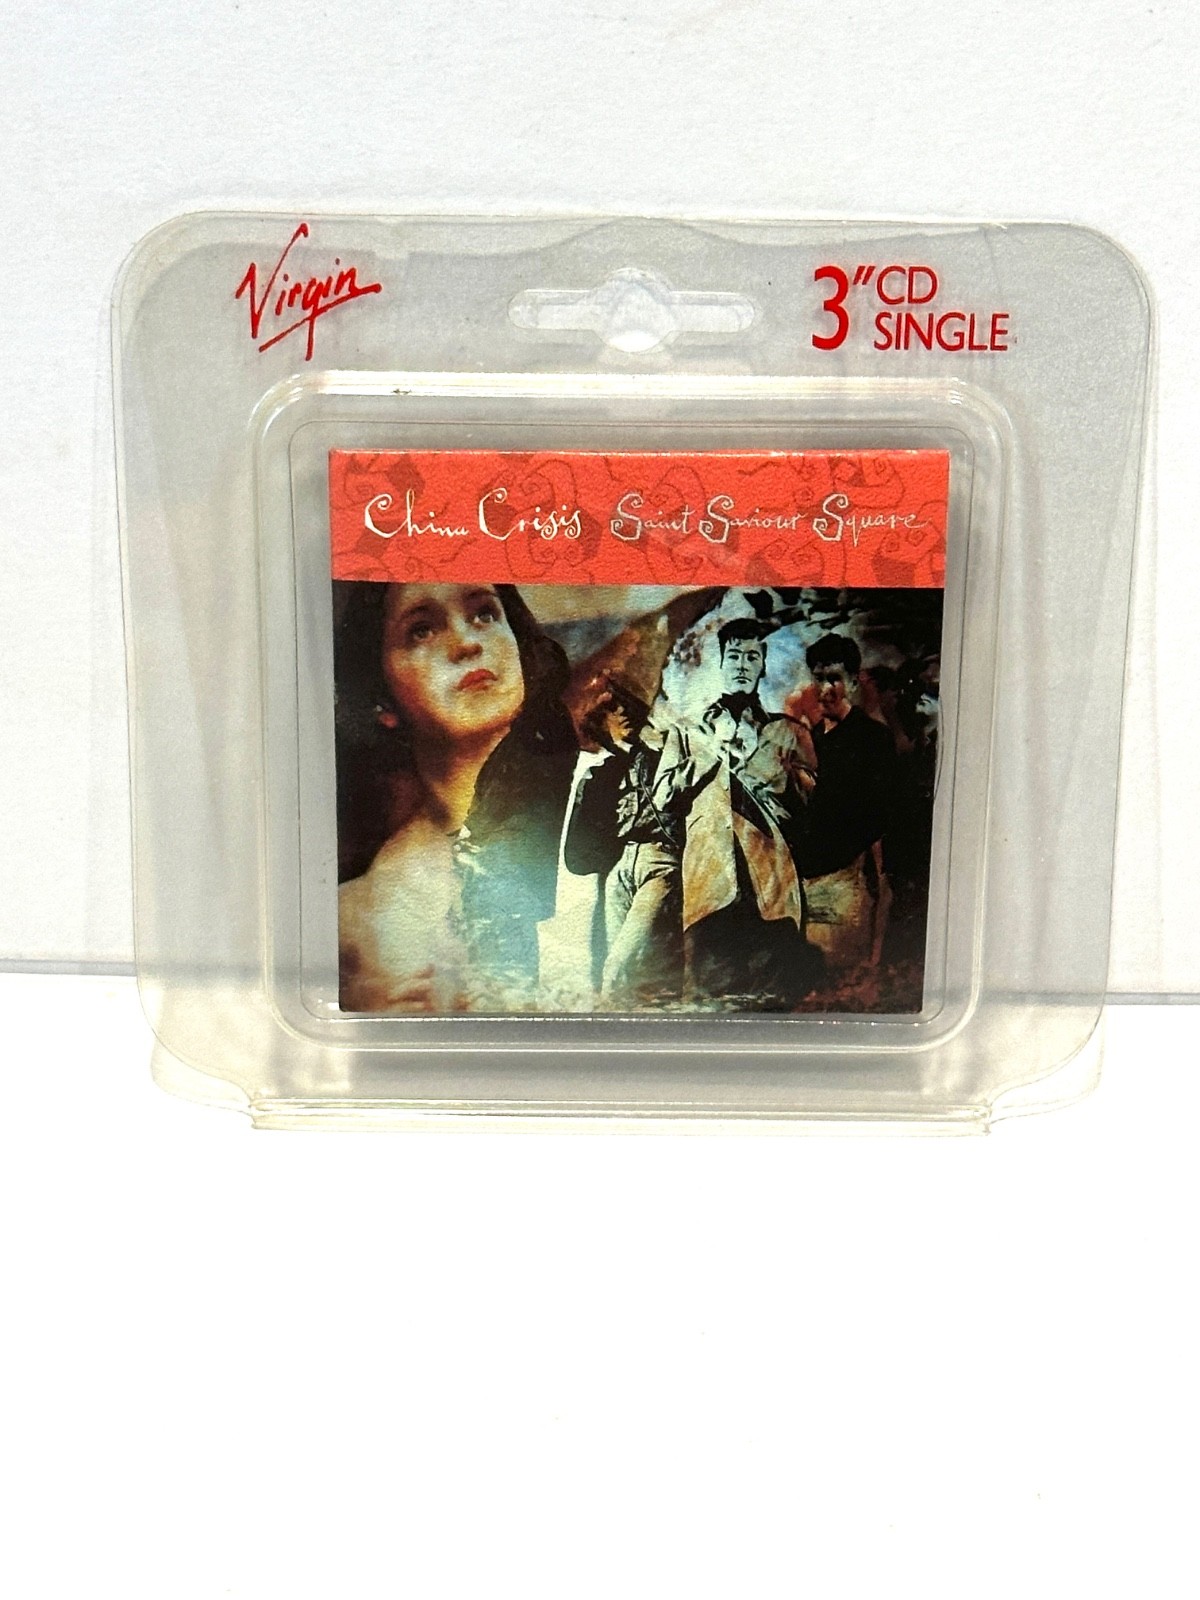 Virgin
3" CD
SINGLE
China Crisis Saint Saviour Square